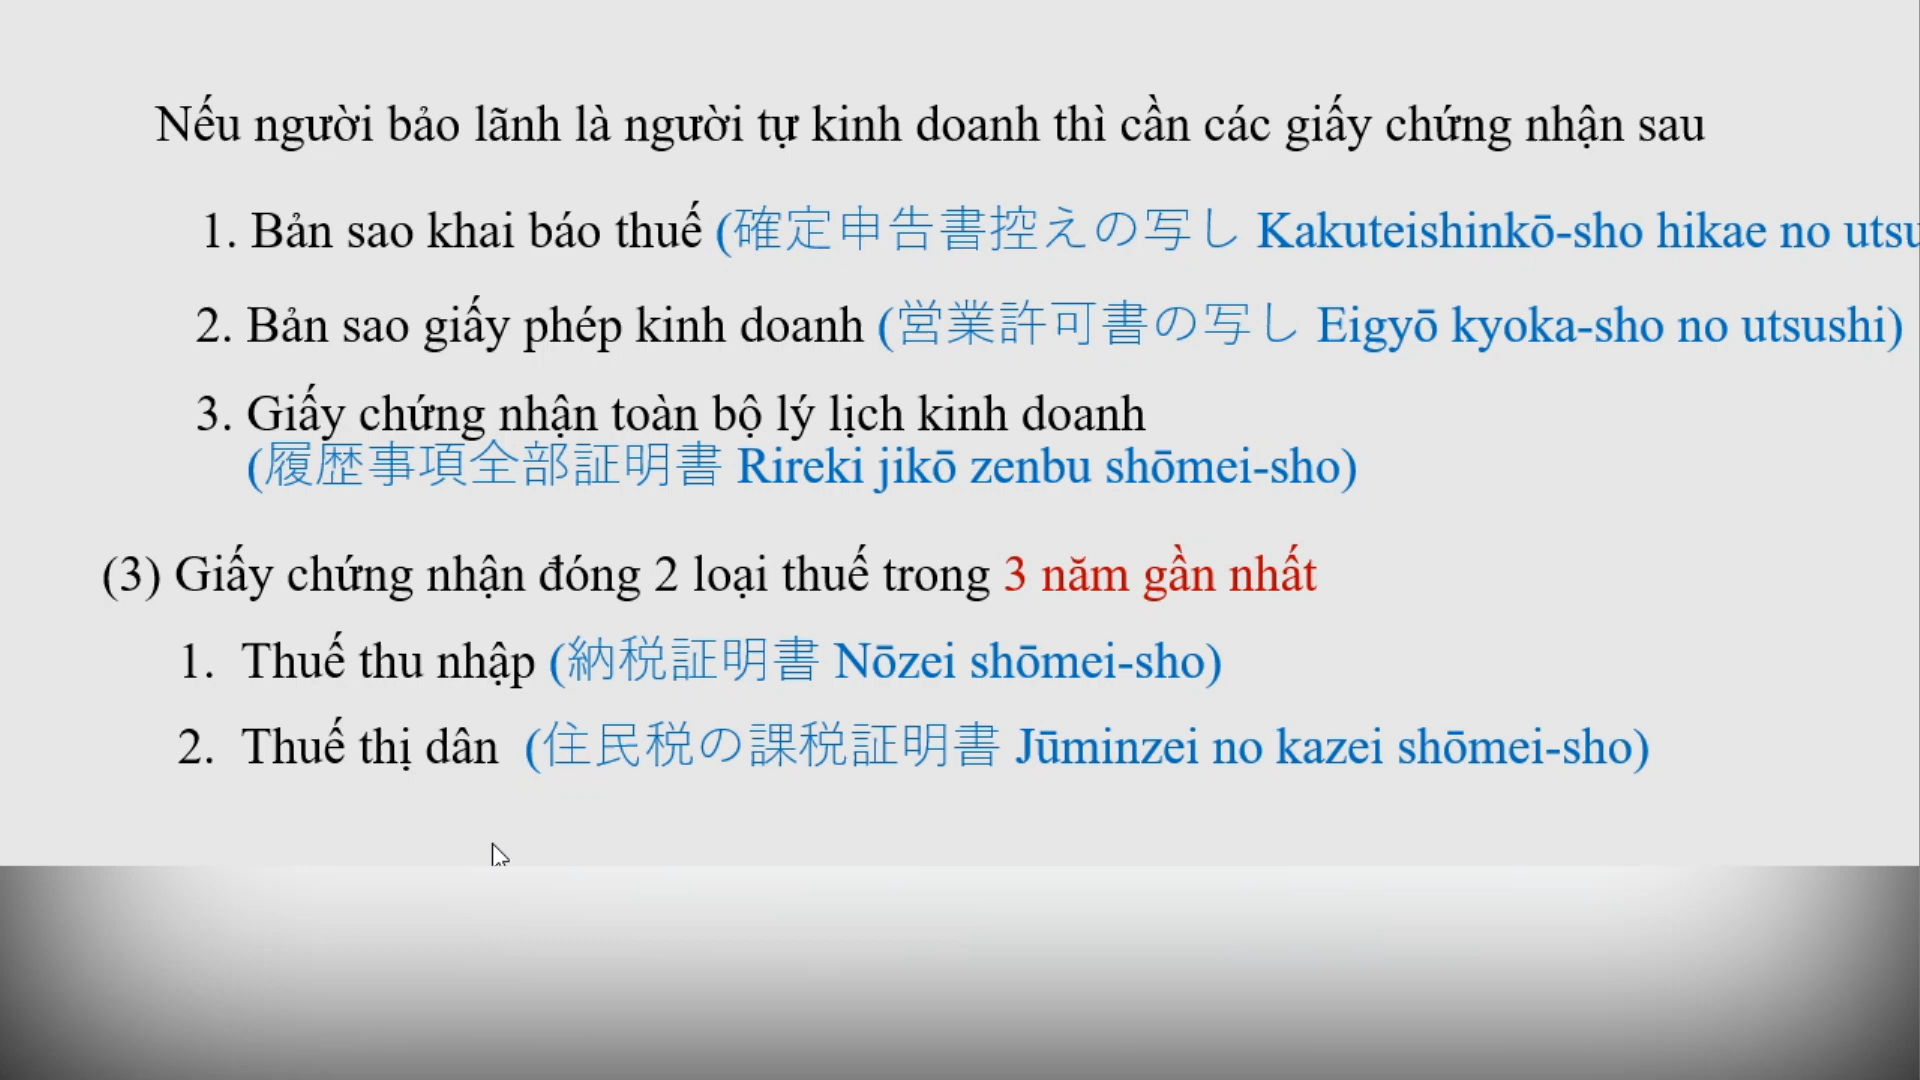 Nếu người bảo lãnh là người tự kinh doanh thì cần các giấy chứng nhận sau
1. Bản sao khai báo thuế (確定申告書控えの写し Kakuteishinkō-sho hikae no utsu
2. Bản sao giấy phép kinh doanh (営業許可書の写し Eigyō kyoka-sho no utsushi)
3. Giấy chứng nhận toàn bộ lý lịch kinh doanh
(履歴事項全部証明書 Rireki jikō zenbu shōmei-sho)
(3) Giấy chứng nhận đóng 2 loại thuế trong 3 năm gần nhất
1. Thuế thu nhập (納税証明書 Nōzei shōmei-sho)
2. Thuế thị dân (住民税の課税証明書 Jūminzei no kazei shōmei-sho)